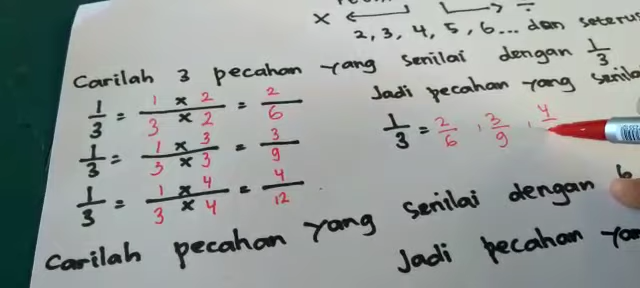 × ← → ÷
2, 3, 4, 5, 6... dan seterus
Carilah 3 pecahan yang senilai dengan 1/3
1/3 = 1 × 2 / 3 × 2 = 2/6
1/3 = 1 × 3 / 3 × 3 = 3/9
1/3 = 1 × 4 / 3 × 4 = 4/12
Jadi pecahan yang senila
1/3 = 2/6, 3/9, 4/
Carilah pecahan yang senilai dengan 6
Jadi pecahan ya